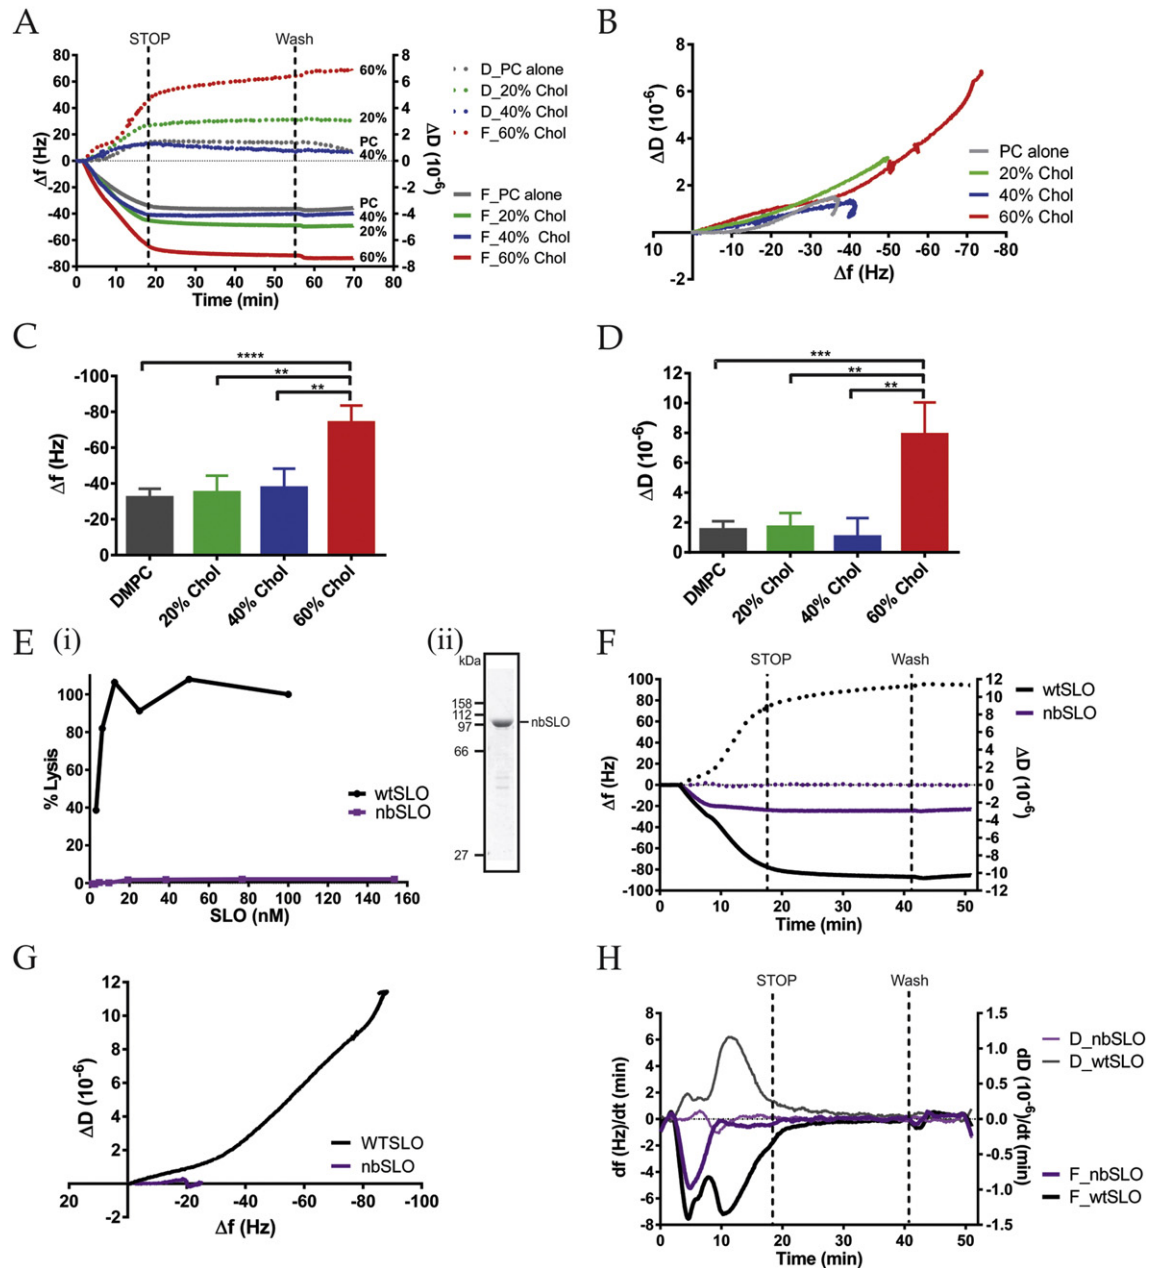 A
STOP
Wash
80
60
40
20
0
-20
-40
-60
-80
8
6
4
2
0
-2
-4
-6
-8
60%
20%
PC
40%
PC
40%
20%
60%
Δf (Hz)
ΔD (10-6)
0 10 20 30 40 50 60 70 80
Time (min)
D_PC alone
D_20% Chol
D_40% Chol
F_60% Chol
F_PC alone
F_20% Chol
F_40% Chol
F_60% Chol
B
8
6
4
2
-2
ΔD (10-6)
10 -10 -20 -30 -40 -50 -60 -70 -80
Δf (Hz)
PC alone
20% Chol
40% Chol
60% Chol
C
****
**
**
-100
-80
-60
-40
-20
0
Δf (Hz)
DMPC
20% Chol
40% Chol
60% Chol
D
***
**
**
12
10
8
6
4
2
0
ΔD (10-6)
DMPC
20% Chol
40% Chol
60% Chol
E (i)
100
80
60
40
20
0
% Lysis
0 20 40 60 80 100 120 140 160
SLO (nM)
wtSLO
nbSLO
(ii)
kDa
158
112
97
66
27
nbSLO
F
STOP
Wash
100
80
60
40
20
0
-20
-40
-60
-80
-100
12
10
8
6
4
2
0
-2
-4
-6
-8
-10
-12
Δf (Hz)
ΔD (10-6)
0 10 20 30 40 50
Time (min)
wtSLO
nbSLO
G
12
10
8
6
4
2
-2
ΔD (10-6)
20 -20 -40 -60 -80 -100
Δf (Hz)
WTSLO
nbSLO
H
STOP
Wash
8
6
4
2
0
-2
-4
-6
-8
1.5
1.0
0.5
0.0
-0.5
-1.0
-1.5
df (Hz)/dt (min)
dD (10-6)/dt (min)
0 10 20 30 40 50
Time (min)
D_nbSLO
D_wtSLO
F_nbSLO
F_wtSLO